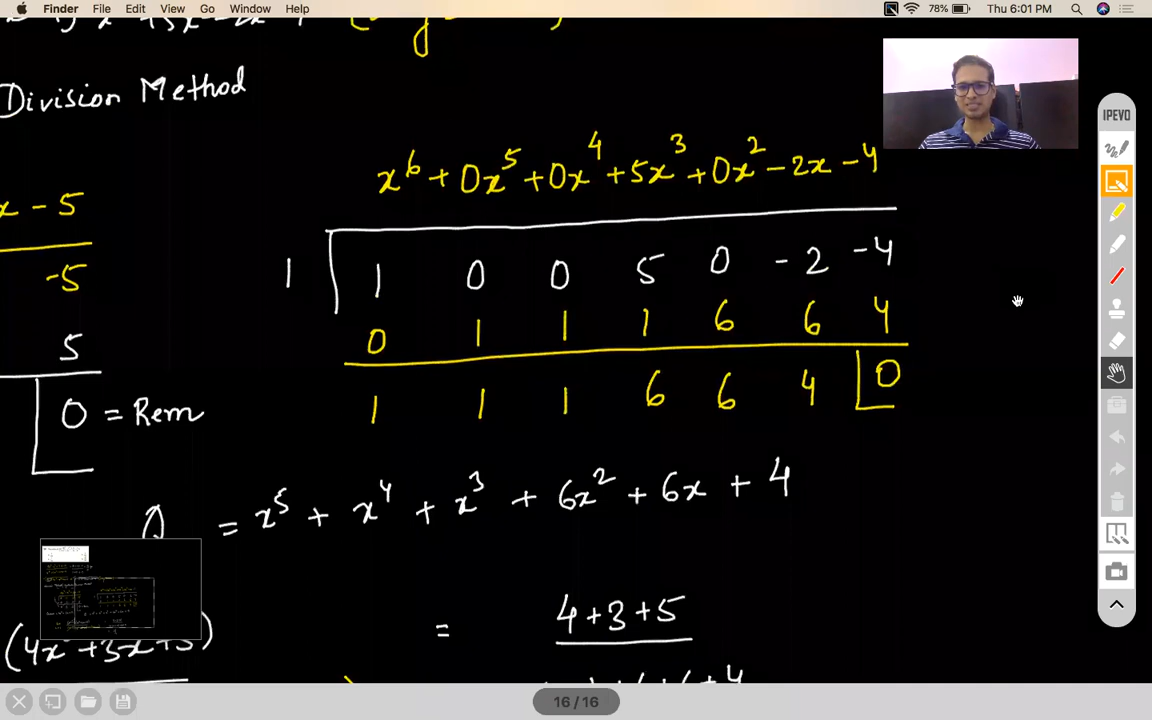 Finder File Edit View Go Window Help 78% Thu 6:01 PM
IPEVO
Division Method
x⁶ + 0x⁵ + 0x⁴ + 5x³ + 0x² - 2x - 4
x - 5
1 1 0 0 5 0 -2 -4
-5
0 1 1 1 6 6 4
5
1 1 1 6 6 4 0
0 = Rem
= x⁵ + x⁴ + x³ + 6x² + 6x + 4
= 4+3+5
(4x² + 3x + 5)
16 / 16